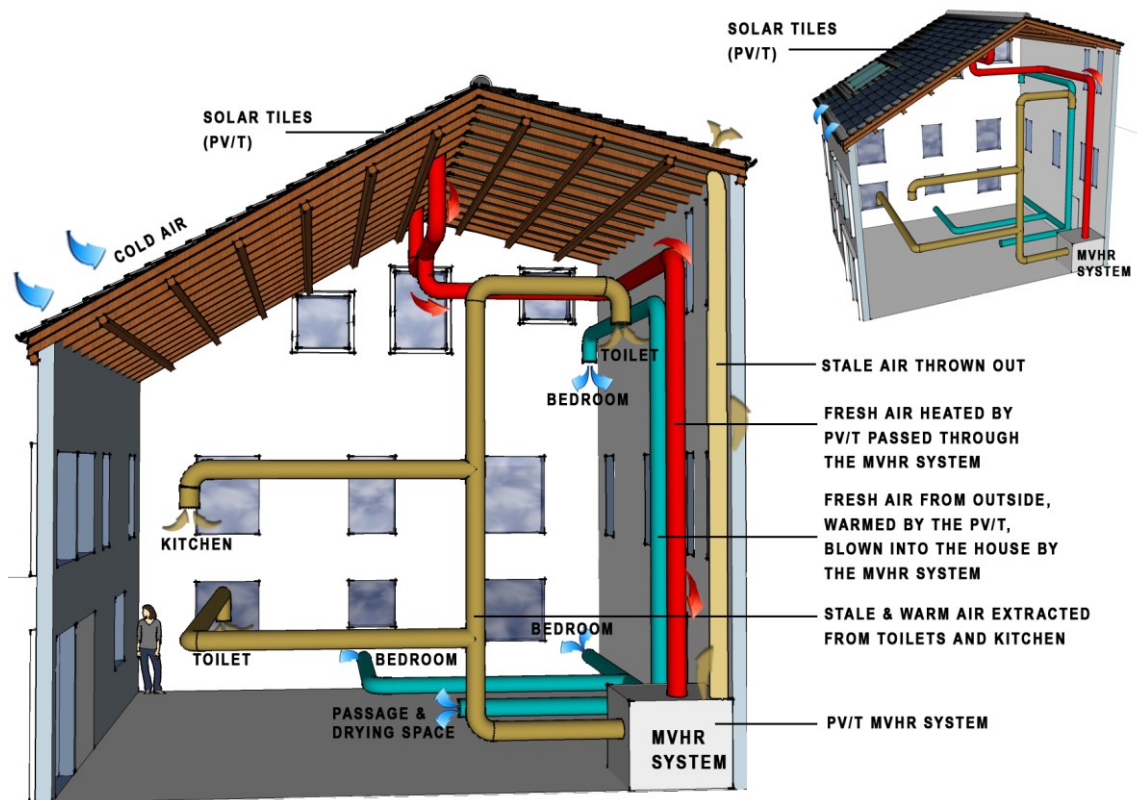 SOLAR TILES
(PV/T)
SOLAR TILES
(PV/T)
COLD AIR
MVHR
SYSTEM
TOILET
BEDROOM
STALE AIR THROWN OUT
FRESH AIR HEATED BY
PV/T PASSED THROUGH
THE MVHR SYSTEM
FRESH AIR FROM OUTSIDE,
WARMED BY THE PV/T,
BLOWN INTO THE HOUSE BY
THE MVHR SYSTEM
KITCHEN
STALE & WARM AIR EXTRACTED
FROM TOILETS AND KITCHEN
BEDROOM
TOILET
BEDROOM
PASSAGE &
DRYING SPACE
PV/T MVHR SYSTEM
MVHR
SYSTEM